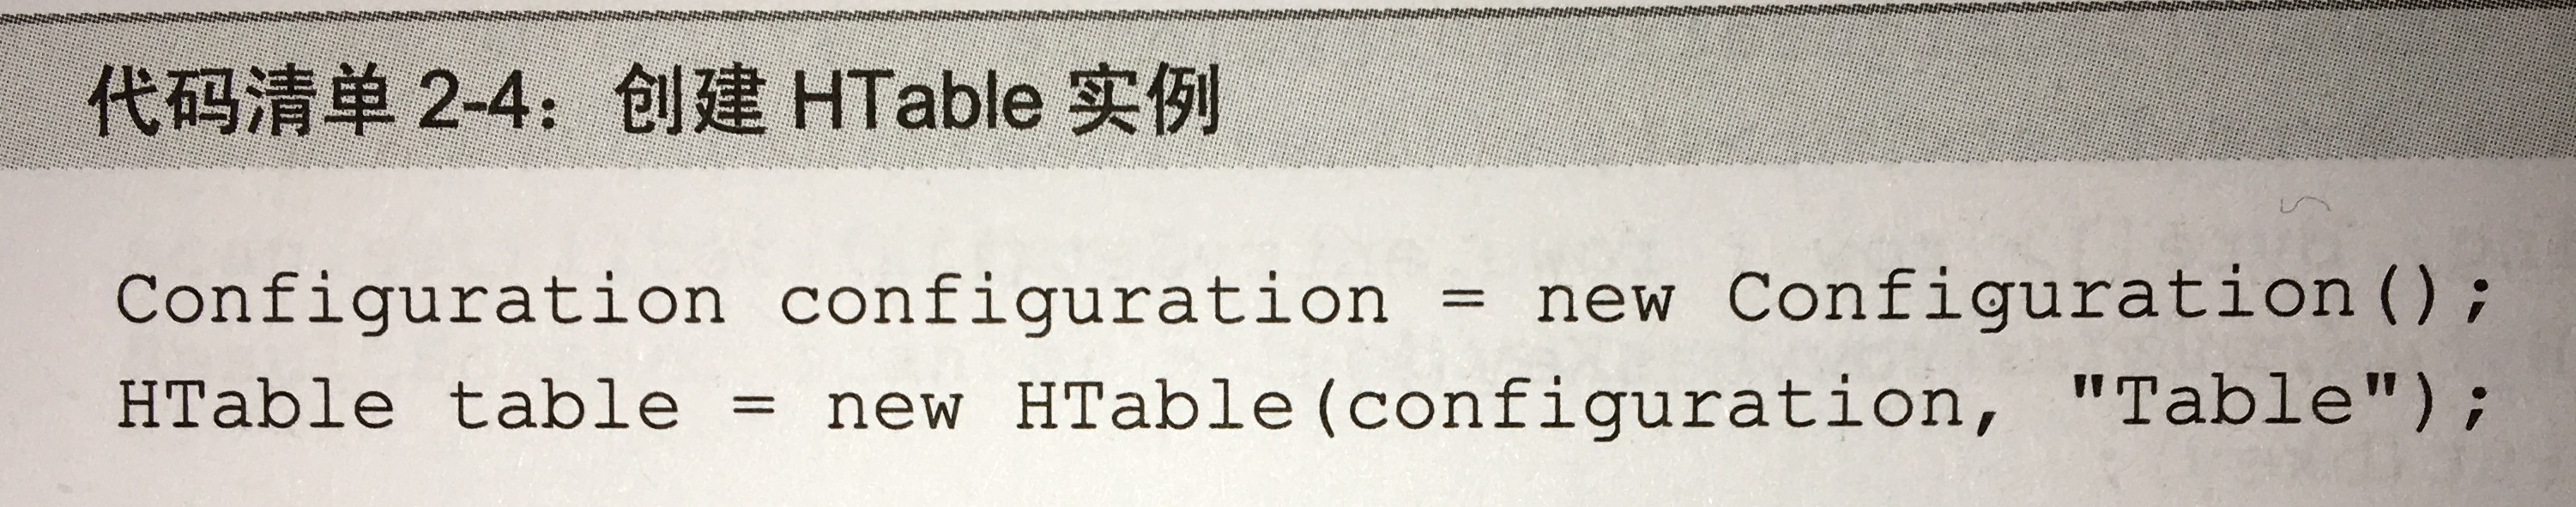 代码清单 2-4：创建 HTable 实例
Configuration configuration = new Configuration();
HTable table = new HTable(configuration, "Table");